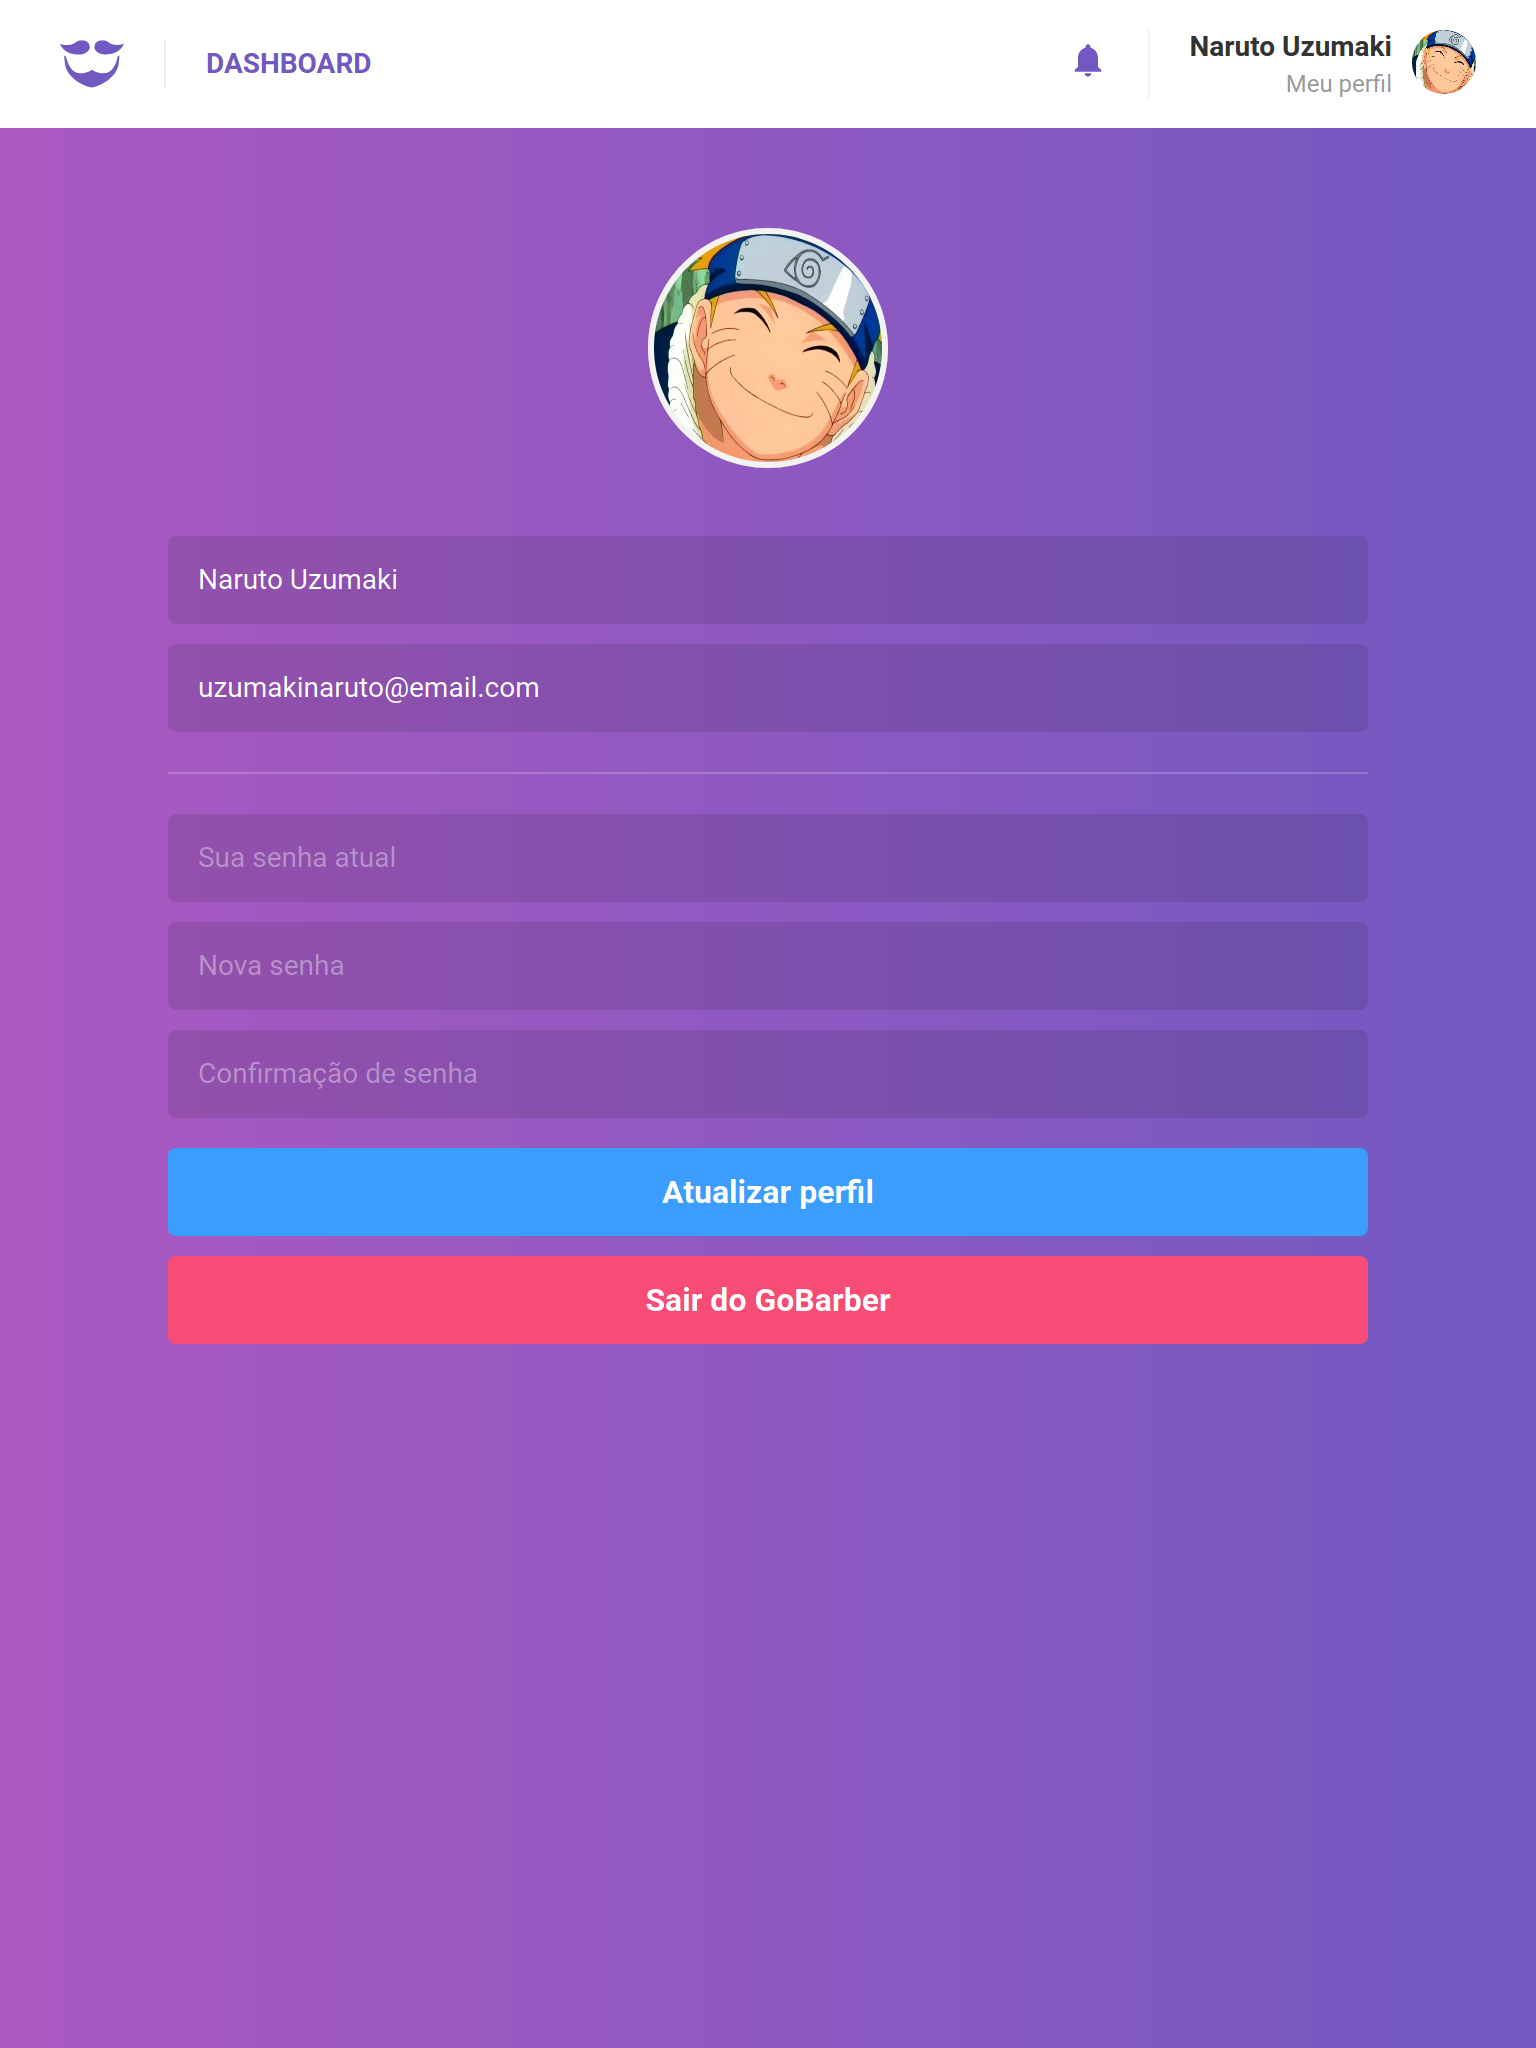 DASHBOARD
Naruto Uzumaki
Meu perfil
Naruto Uzumaki
uzumakinaruto@email.com
Sua senha atual
Nova senha
Confirmação de senha
Atualizar perfil
Sair do GoBarber